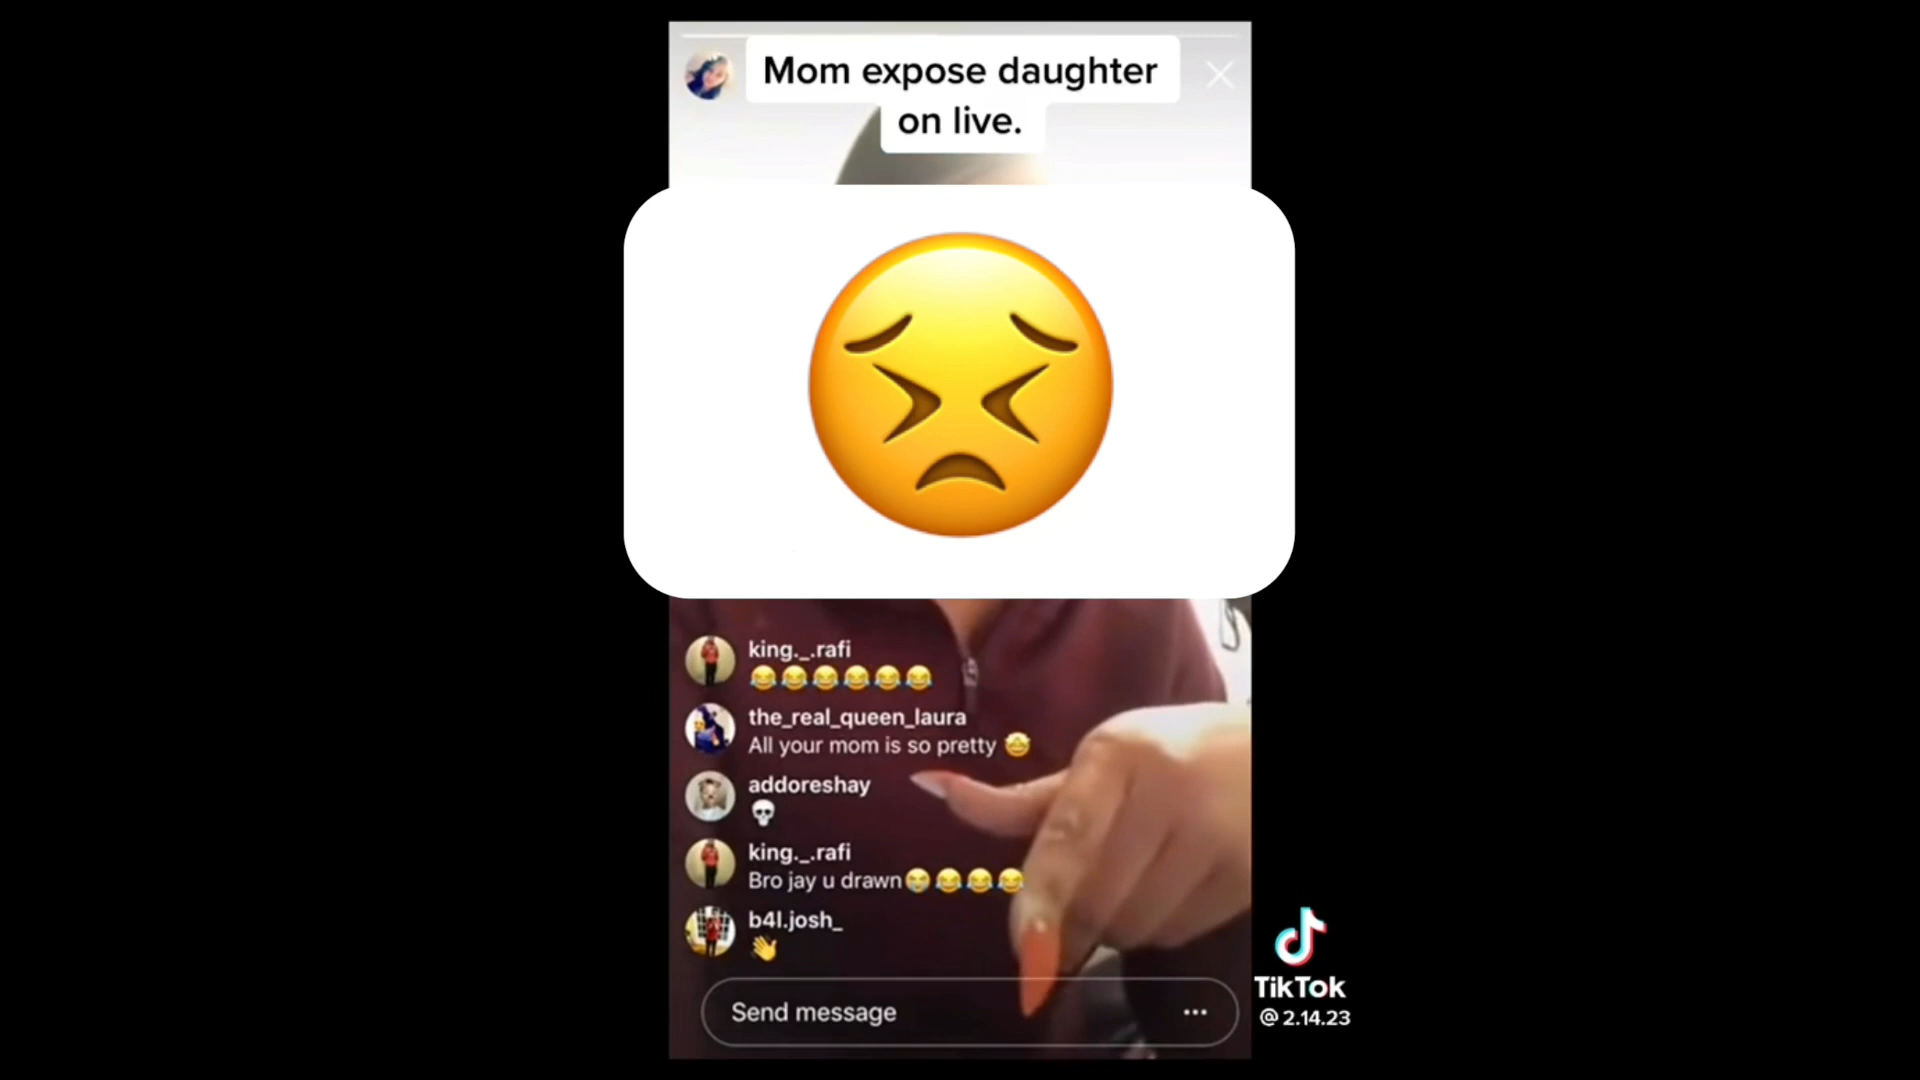 Mom expose daughter
on live.
king._.rafi
😂😂😂😂😂😂
the_real_queen_laura
All your mom is so pretty 🤩
addoreshay
💀
king._.rafi
Bro jay u drawn😭😂😂😂
b4l.josh_
👋
Send message
TikTok
@2.14.23